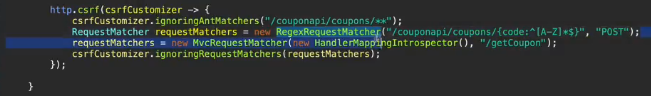 http.csrf(csrfCustomizer -> {
csrfCustomizer.ignoringAntMatchers("/couponapi/coupons/**");
RequestMatcher requestMatchers = new RegexRequestMatcher("/couponapi/coupons/{code:^[A-Z]*$}", "POST");
requestMatchers = new MvcRequestMatcher(new HandlerMappingIntrospector(), "/getCoupon");
csrfCustomizer.ignoringRequestMatchers(requestMatchers);
});
}